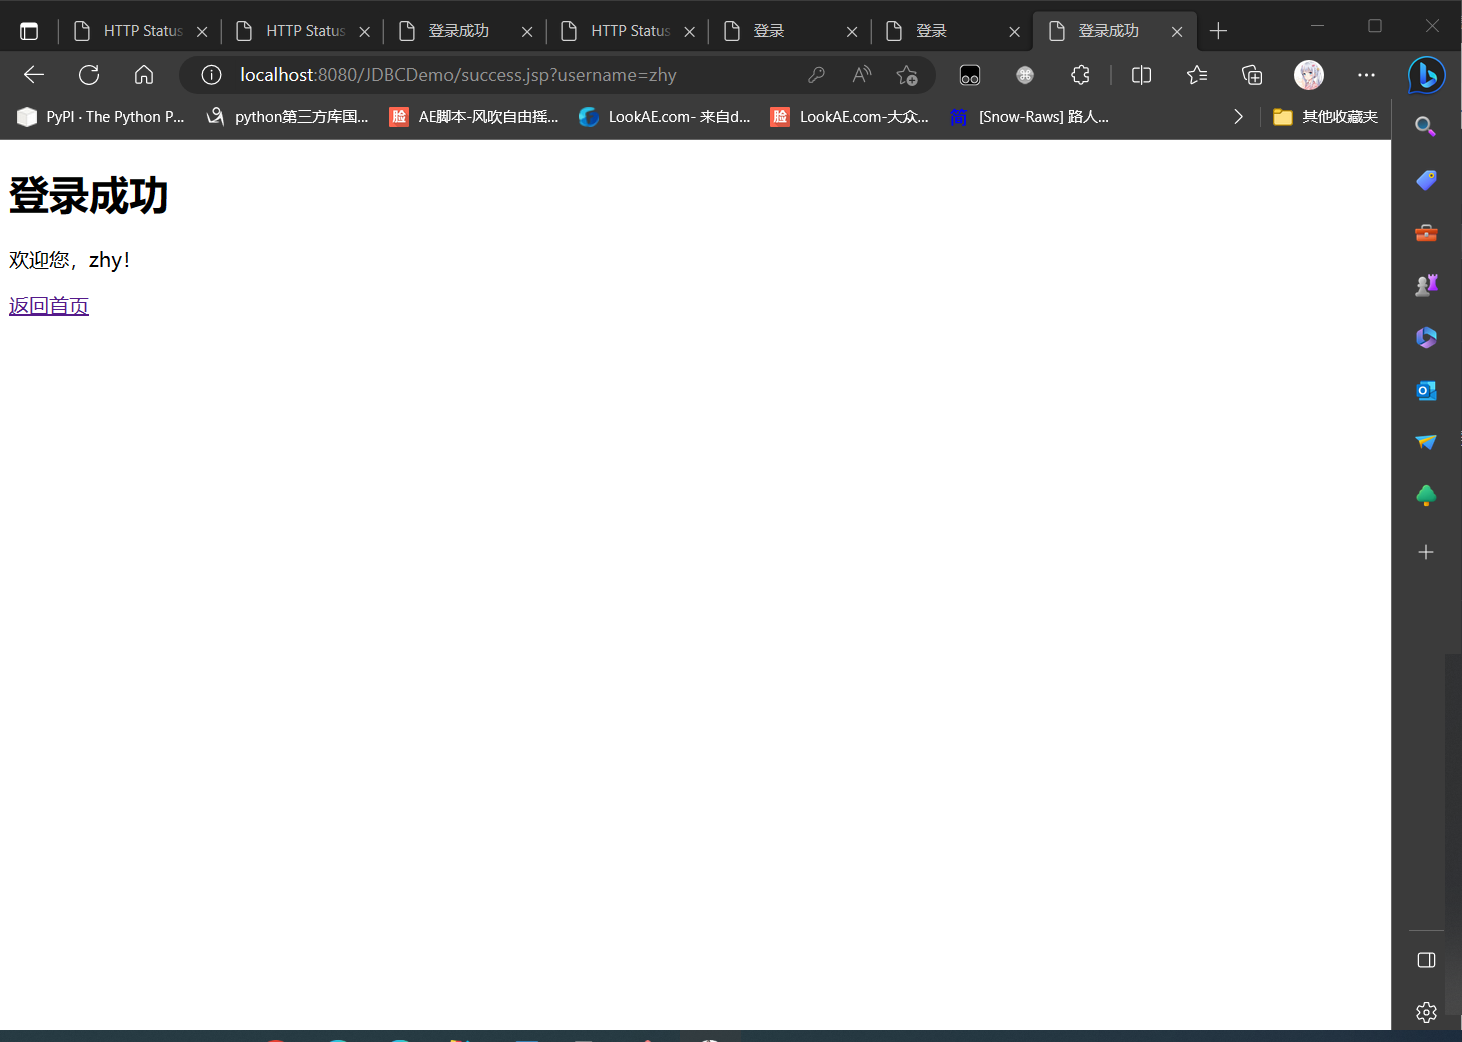 HTTP Status
HTTP Status
登录成功
HTTP Status
登录
登录
登录成功
localhost:8080/JDBCDemo/success.jsp?username=zhy
PyPI · The Python P...
python第三方库国...
AE脚本-风吹自由摇...
LookAE.com- 来自d...
LookAE.com-大众...
[Snow-Raws] 路人...
其他收藏夹
登录成功
欢迎您，zhy！
返回首页